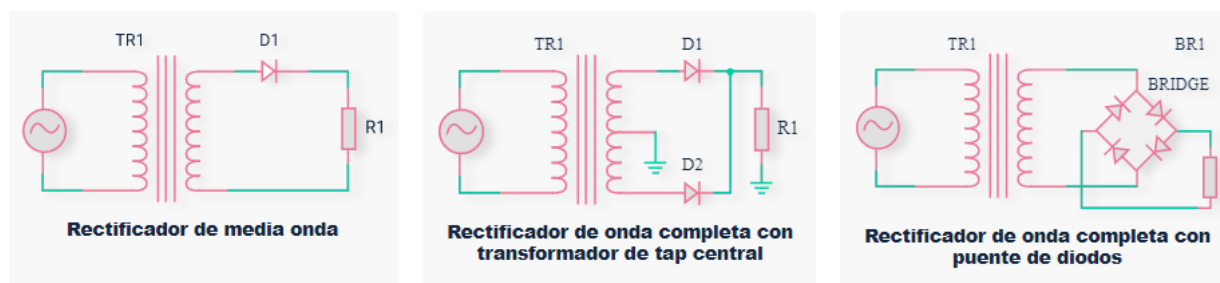 TR1
D1
R1
Rectificador de media onda
TR1
D1
R1
D2
Rectificador de onda completa con
transformador de tap central
TR1
BR1
BRIDGE
Rectificador de onda completa con
puente de diodos